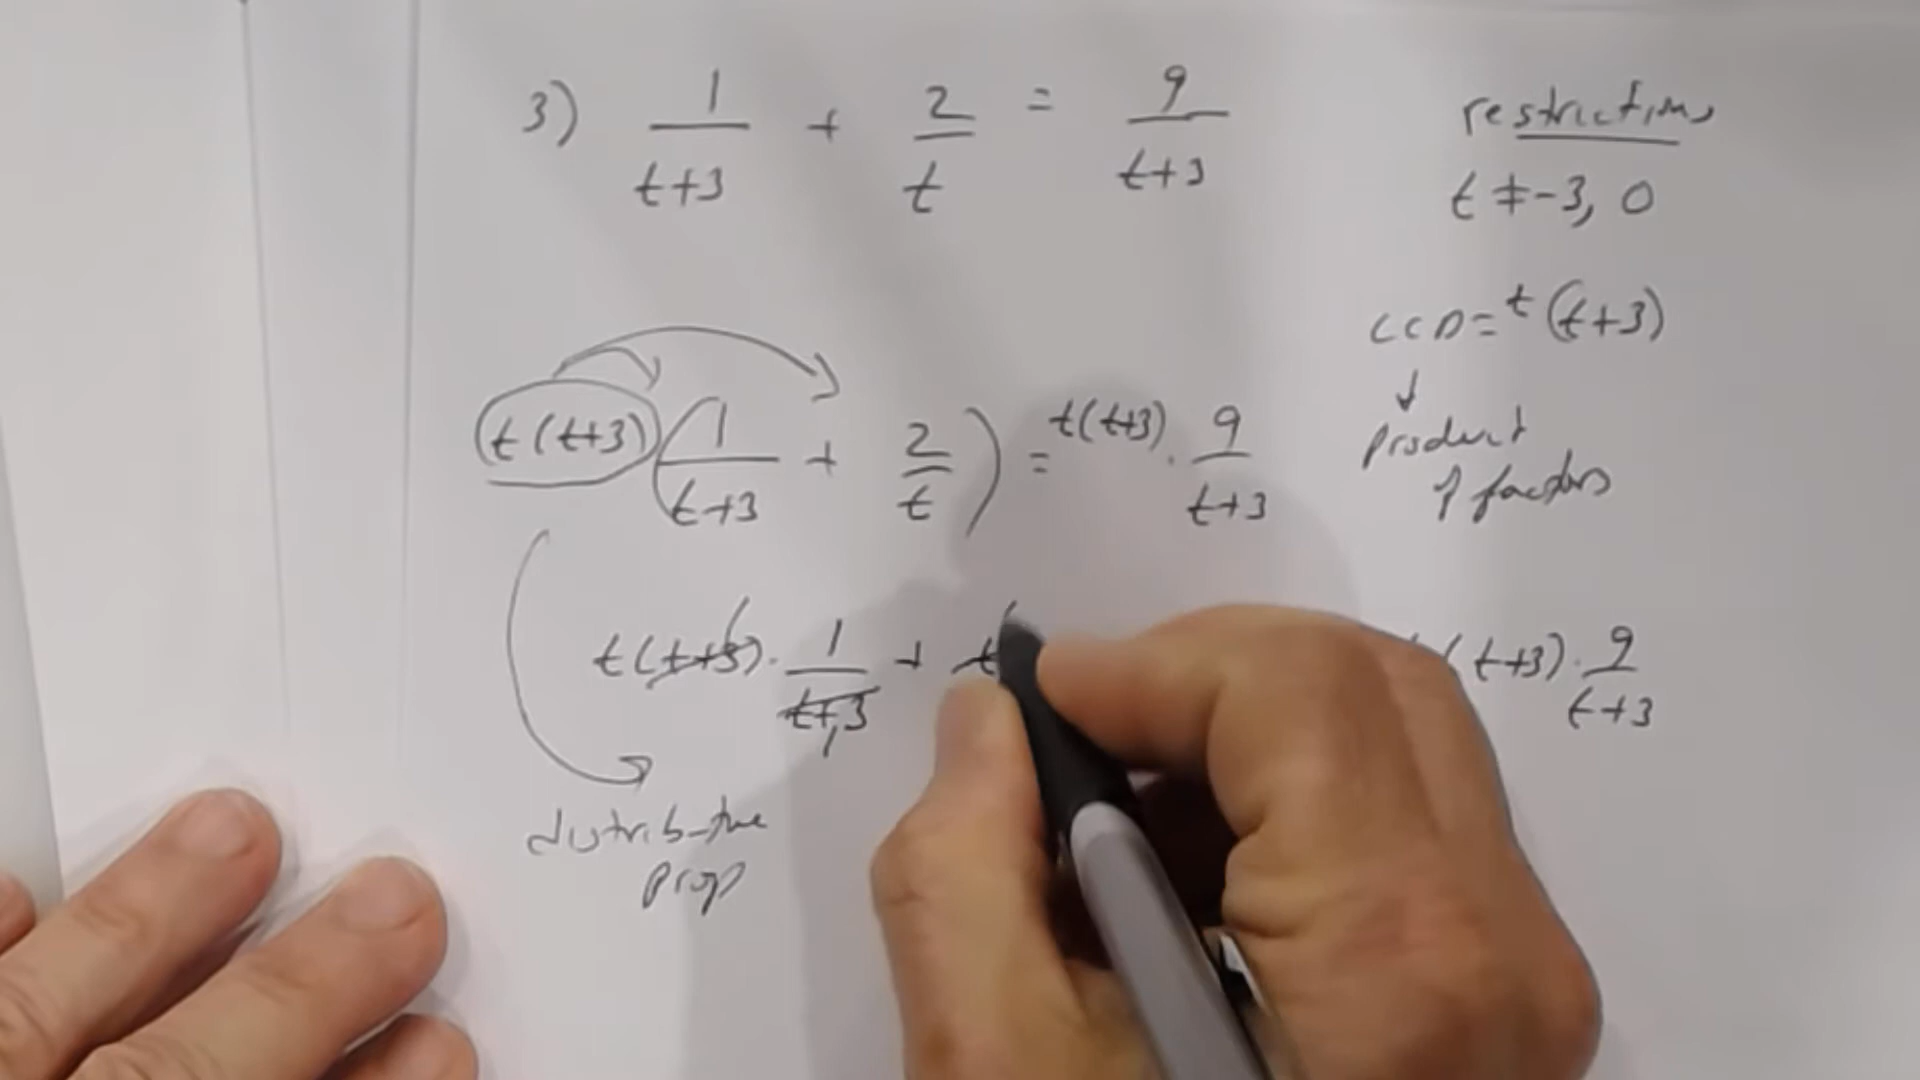 3) 1/(t+3) + 2/t = 9/(t+3)
restrictions
t ≠ -3, 0
LCD = t(t+3)
↓
product
of factors
t(t+3)(1/(t+3) + 2/t) = t(t+3) · 9/(t+3)
t(t+3) · 1/(t+3) + t (t+3) · 9/(t+3)
distributive
prop